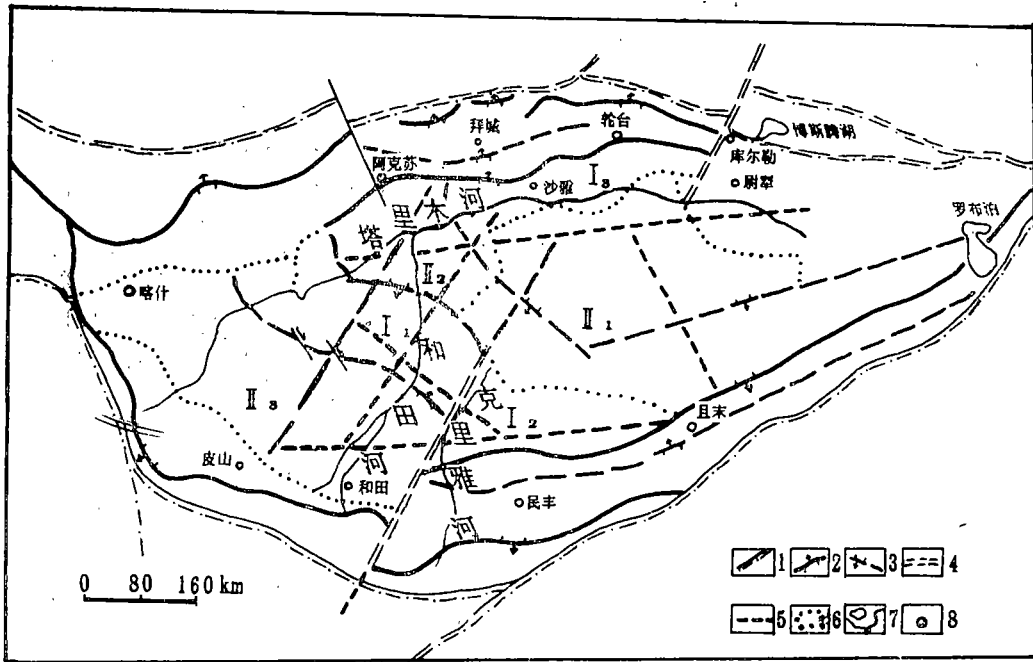 拜城
轮台
博斯腾湖
库尔勒
阿克苏
沙雅
I₃
尉犁
罗布泊
塔里木河
喀什
II₂
II₁
I₁
II₃
I₂
和田河
克里雅河
且末
皮山
和田
民丰
0 80 160 km
1 2 3 4
5 6 7 8